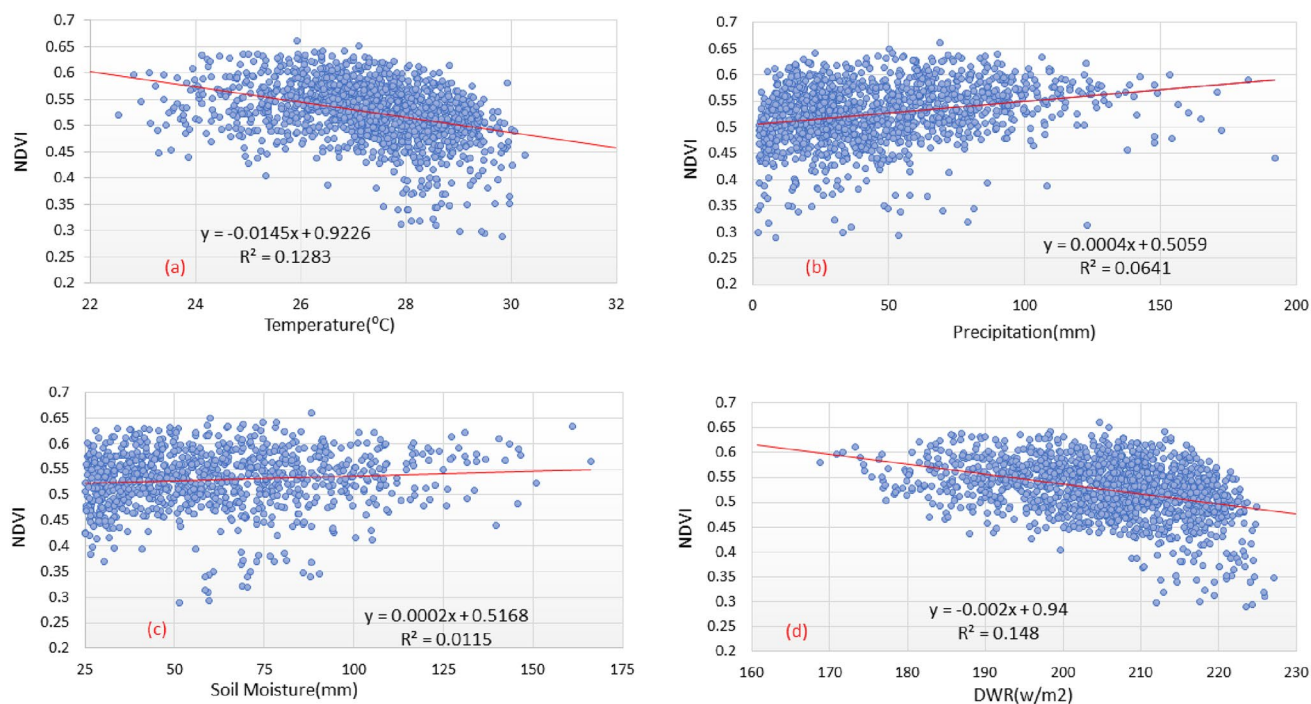 0.7
0.65
0.6
0.55
0.5
0.45
0.4
0.35
0.3
0.25
0.2
NDVI
y = -0.0145x + 0.9226
R² = 0.1283
(a)
22 24 26 28 30 32
Temperature(⁰C)
0.7
0.65
0.6
0.55
0.5
0.45
0.4
0.35
0.3
0.25
0.2
NDVI
y = 0.0004x + 0.5059
R² = 0.0641
(b)
0 50 100 150 200
Precipitation(mm)
0.7
0.65
0.6
0.55
0.5
0.45
0.4
0.35
0.3
0.25
0.2
NDVI
y = 0.0002x + 0.5168
R² = 0.0115
(c)
25 50 75 100 125 150 175
Soil Moisture(mm)
0.7
0.65
0.6
0.55
0.5
0.45
0.4
0.35
0.3
0.25
0.2
NDVI
y = -0.002x + 0.94
R² = 0.148
(d)
160 170 180 190 200 210 220 230
DWR(w/m2)